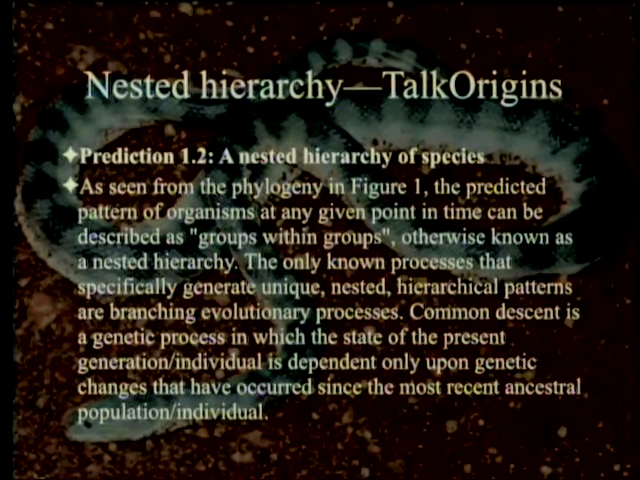 Nested hierarchy—TalkOrigins
Prediction 1.2: A nested hierarchy of species
As seen from the phylogeny in Figure 1, the predicted
pattern of organisms at any given point in time can be
described as "groups within groups", otherwise known as
a nested hierarchy. The only known processes that
specifically generate unique, nested, hierarchical patterns
are branching evolutionary processes. Common descent is
a genetic process in which the state of the present
generation/individual is dependent only upon genetic
changes that have occurred since the most recent ancestral
population/individual.